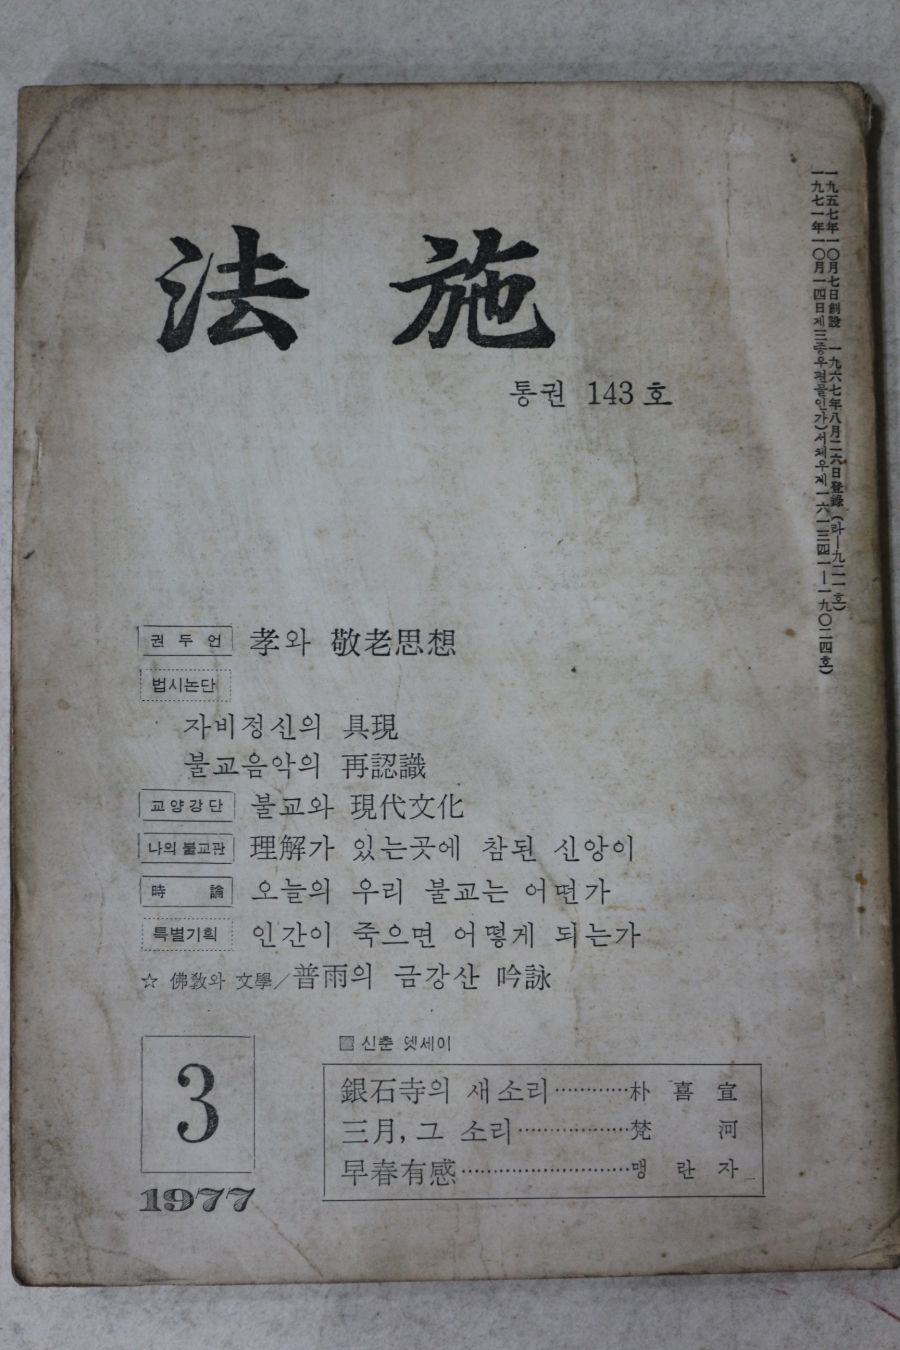 法施
통권 143호
一九五七年一〇月七日創設 一九六七年八月二六日登錄 (라―九二一호)
一九七一年一〇月一四日제三종우편물인가)서체우제一六一三四一―一九〇二四호)
권두언 孝와 敬老思想
법시논단
자비정신의 具現
불교음악의 再認識
교양강단 불교와 現代文化
나의 불교관 理解가 있는곳에 참된 신앙이
時論 오늘의 우리 불교는 어떤가
특별기획 인간이 죽으면 어떻게 되는가
☆ 佛敎와 文學／普雨의 금강산 吟詠
3
1977
▩ 신춘 엣세이
銀石寺의 새소리…………朴喜宣
三月, 그 소리………………梵河
早春有感………………………맹란자